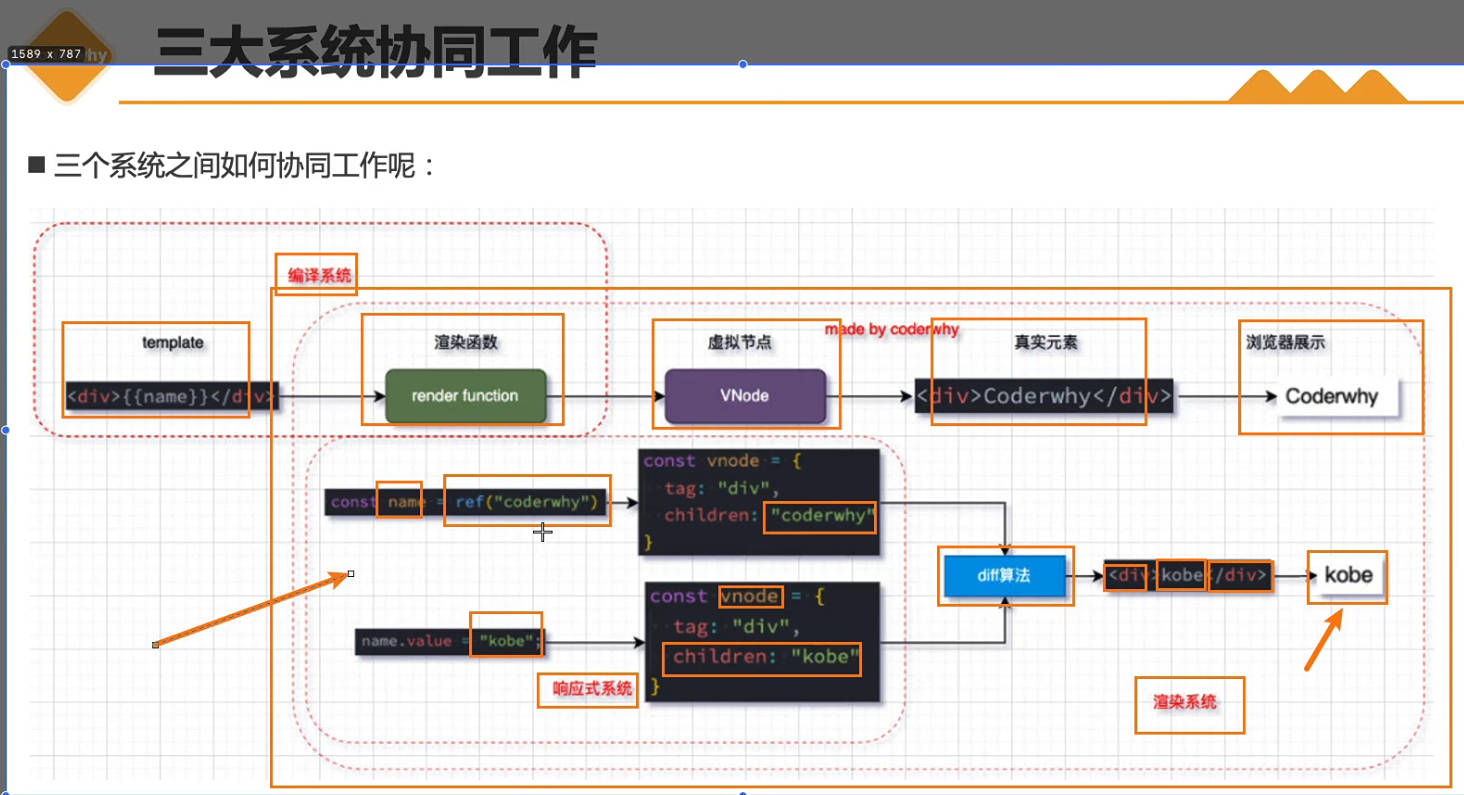 1589 x 787
hy
三大系统协同工作
三个系统之间如何协同工作呢：
编译系统
template
渲染函数
虚拟节点
made by coderwhy
真实元素
浏览器展示
<div>{{name}}</div>
render function
VNode
<div>Coderwhy</div>
Coderwhy
const name = ref("coderwhy")
const vnode = {
tag: "div",
children: "coderwhy"
}
diff算法
<div>kobe</div>
kobe
name.value = "kobe";
const vnode = {
tag: "div",
children: "kobe"
}
响应式系统
渲染系统